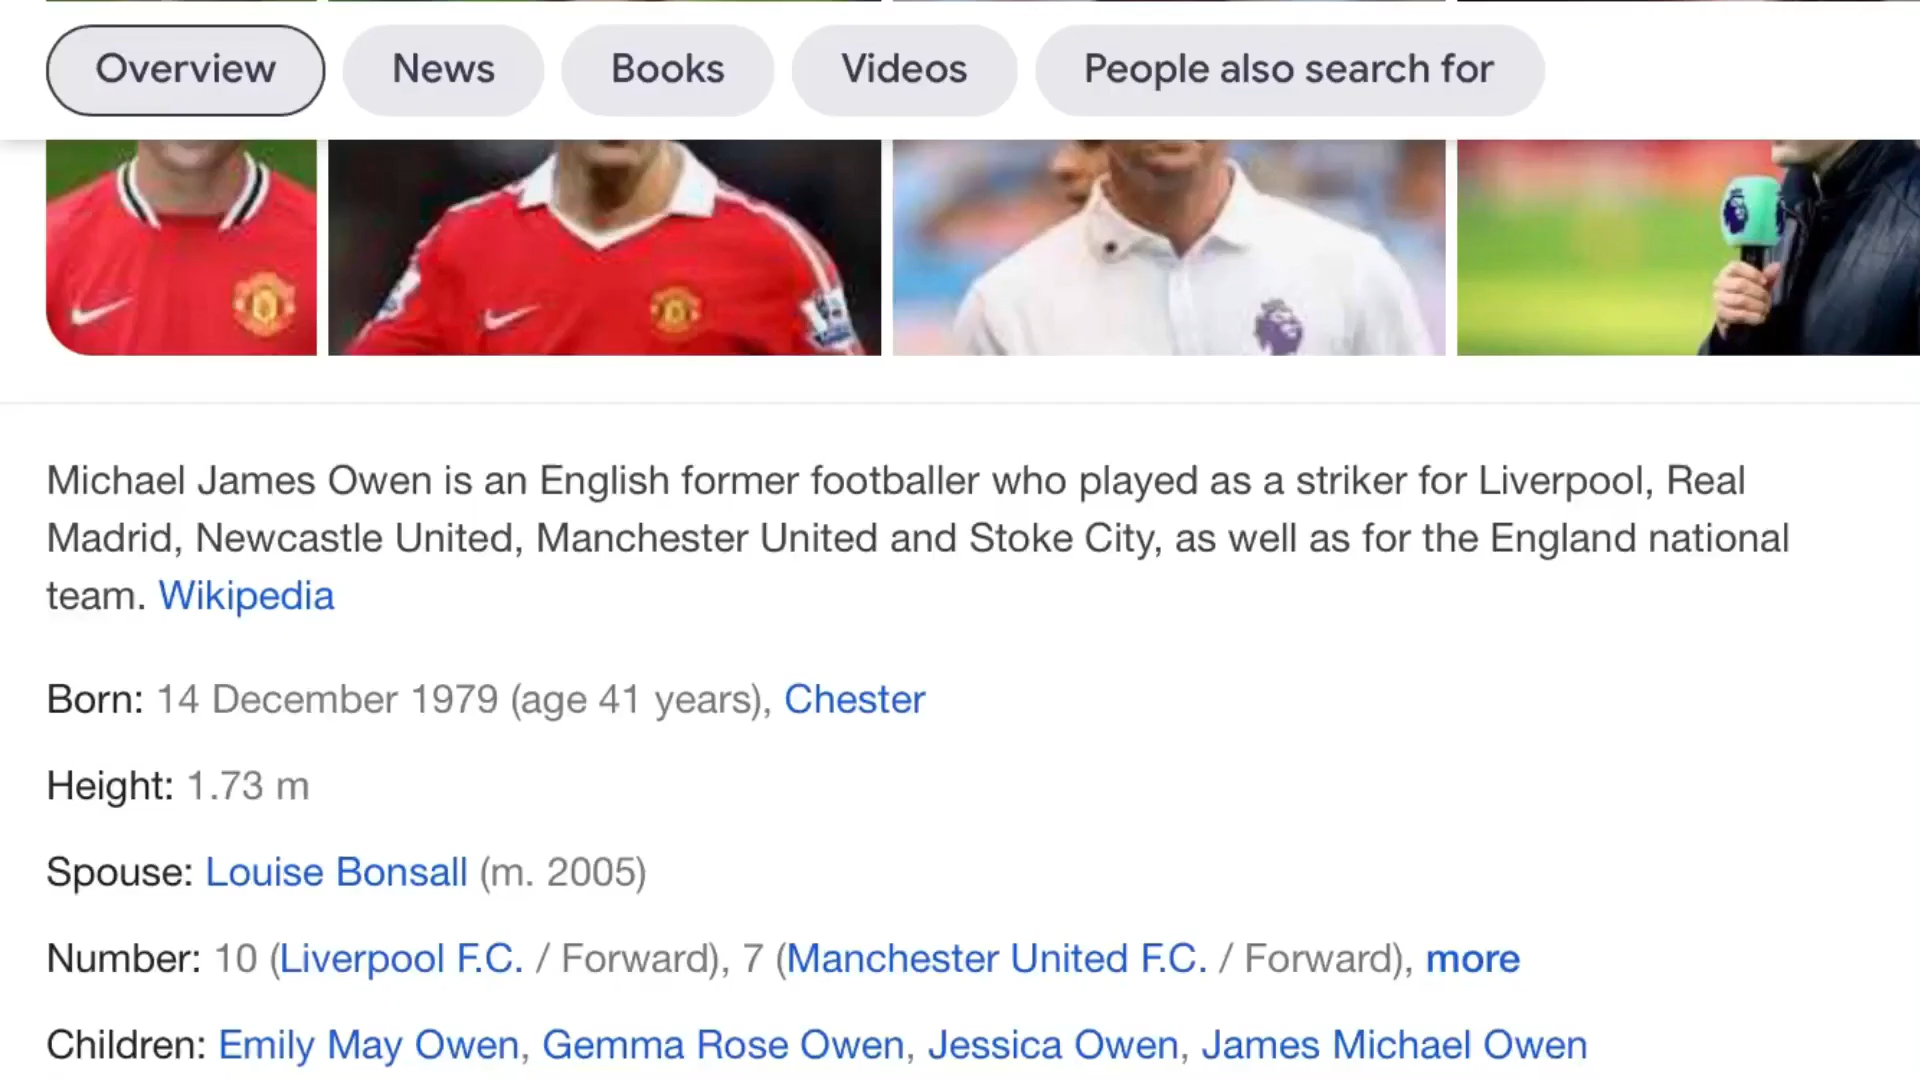 Overview News Books Videos People also search for
Michael James Owen is an English former footballer who played as a striker for Liverpool, Real
Madrid, Newcastle United, Manchester United and Stoke City, as well as for the England national
team. Wikipedia
Born: 14 December 1979 (age 41 years), Chester
Height: 1.73 m
Spouse: Louise Bonsall (m. 2005)
Number: 10 (Liverpool F.C. / Forward), 7 (Manchester United F.C. / Forward), more
Children: Emily May Owen, Gemma Rose Owen, Jessica Owen, James Michael Owen